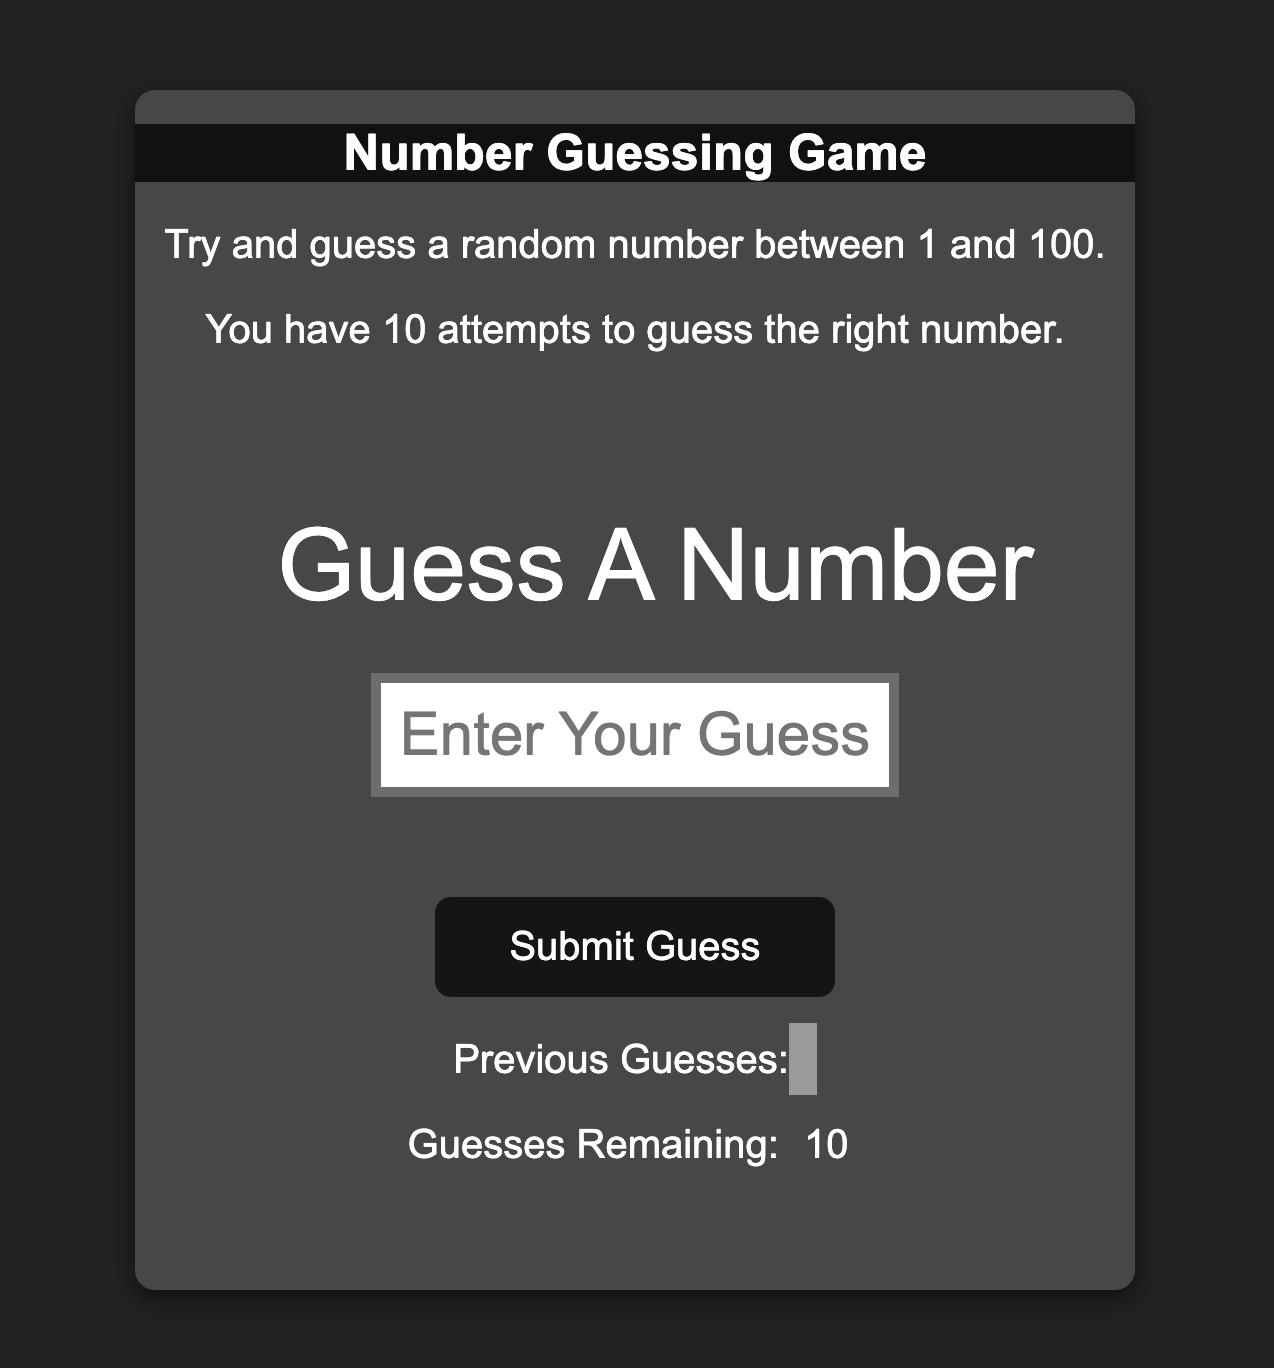 Number Guessing Game
Try and guess a random number between 1 and 100.
You have 10 attempts to guess the right number.
Guess A Number
Enter Your Guess
Submit Guess
Previous Guesses:
Guesses Remaining: 10